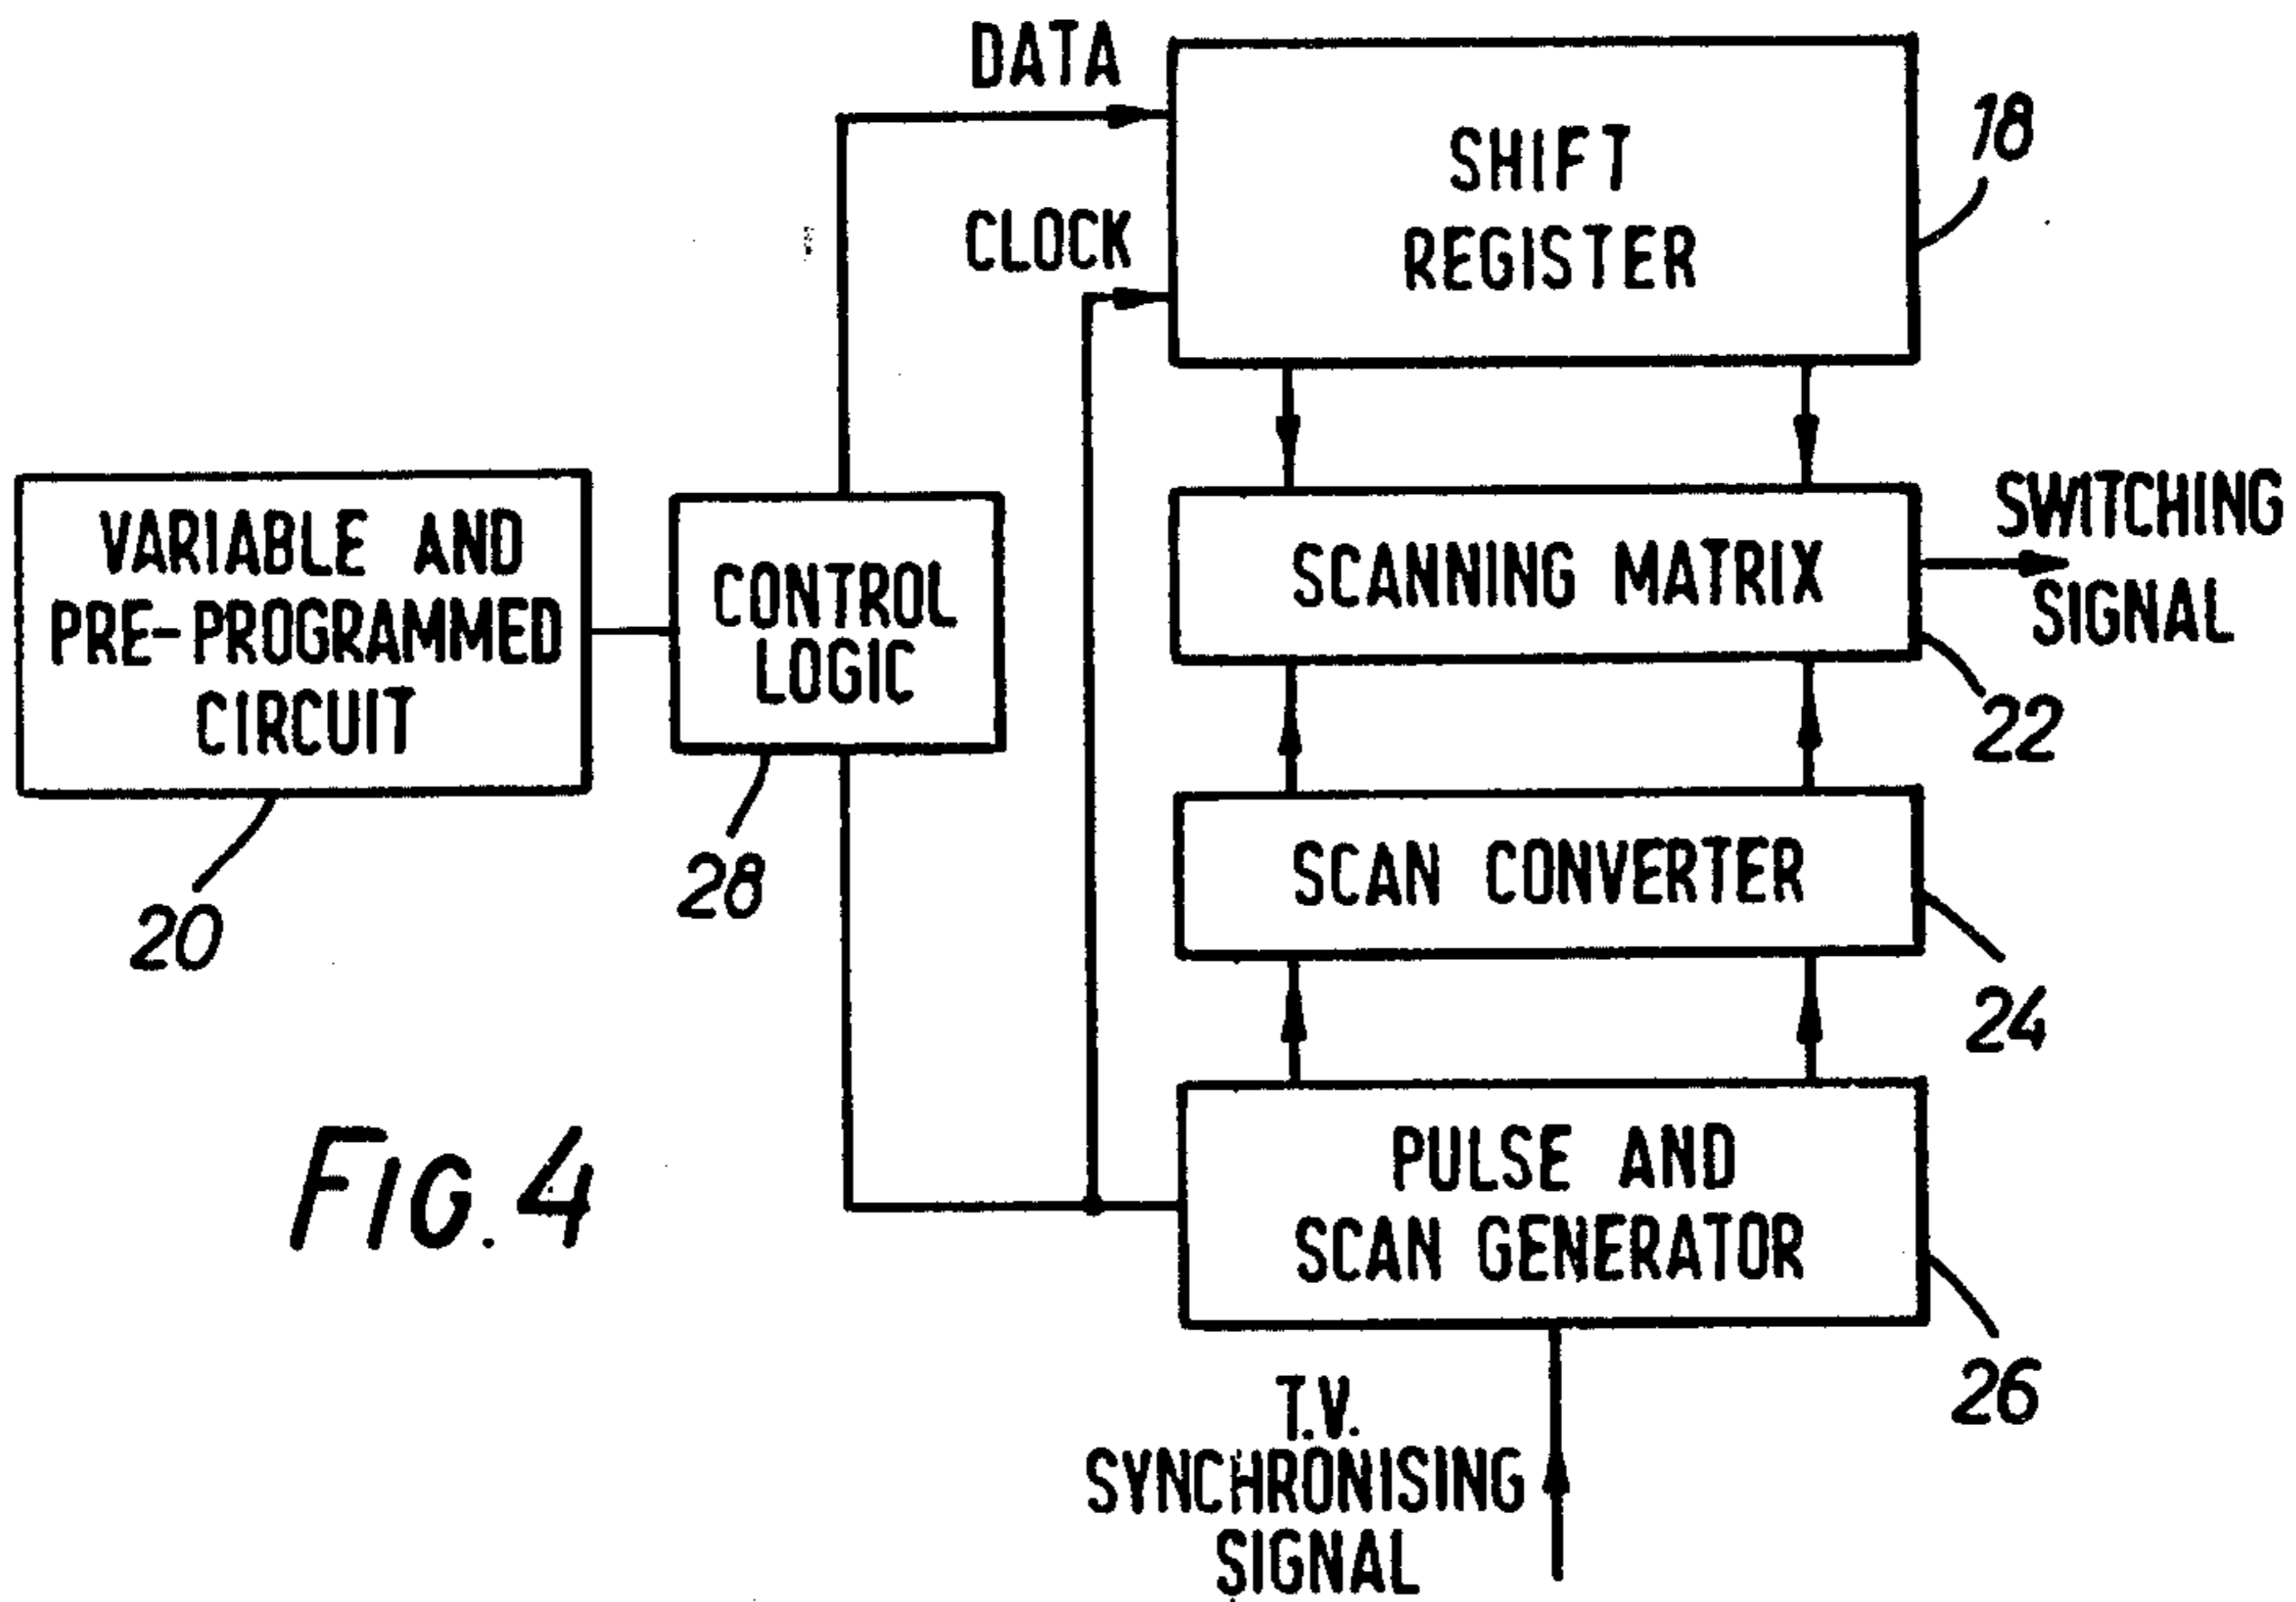 DATA
CLOCK
SHIFT
REGISTER
18
VARIABLE AND
PRE-PROGRAMMED
CIRCUIT
20
CONTROL
LOGIC
28
SCANNING MATRIX
22
SWITCHING
SIGNAL
SCAN CONVERTER
24
PULSE AND
SCAN GENERATOR
26
T.V.
SYNCHRONISING
SIGNAL
FIG. 4